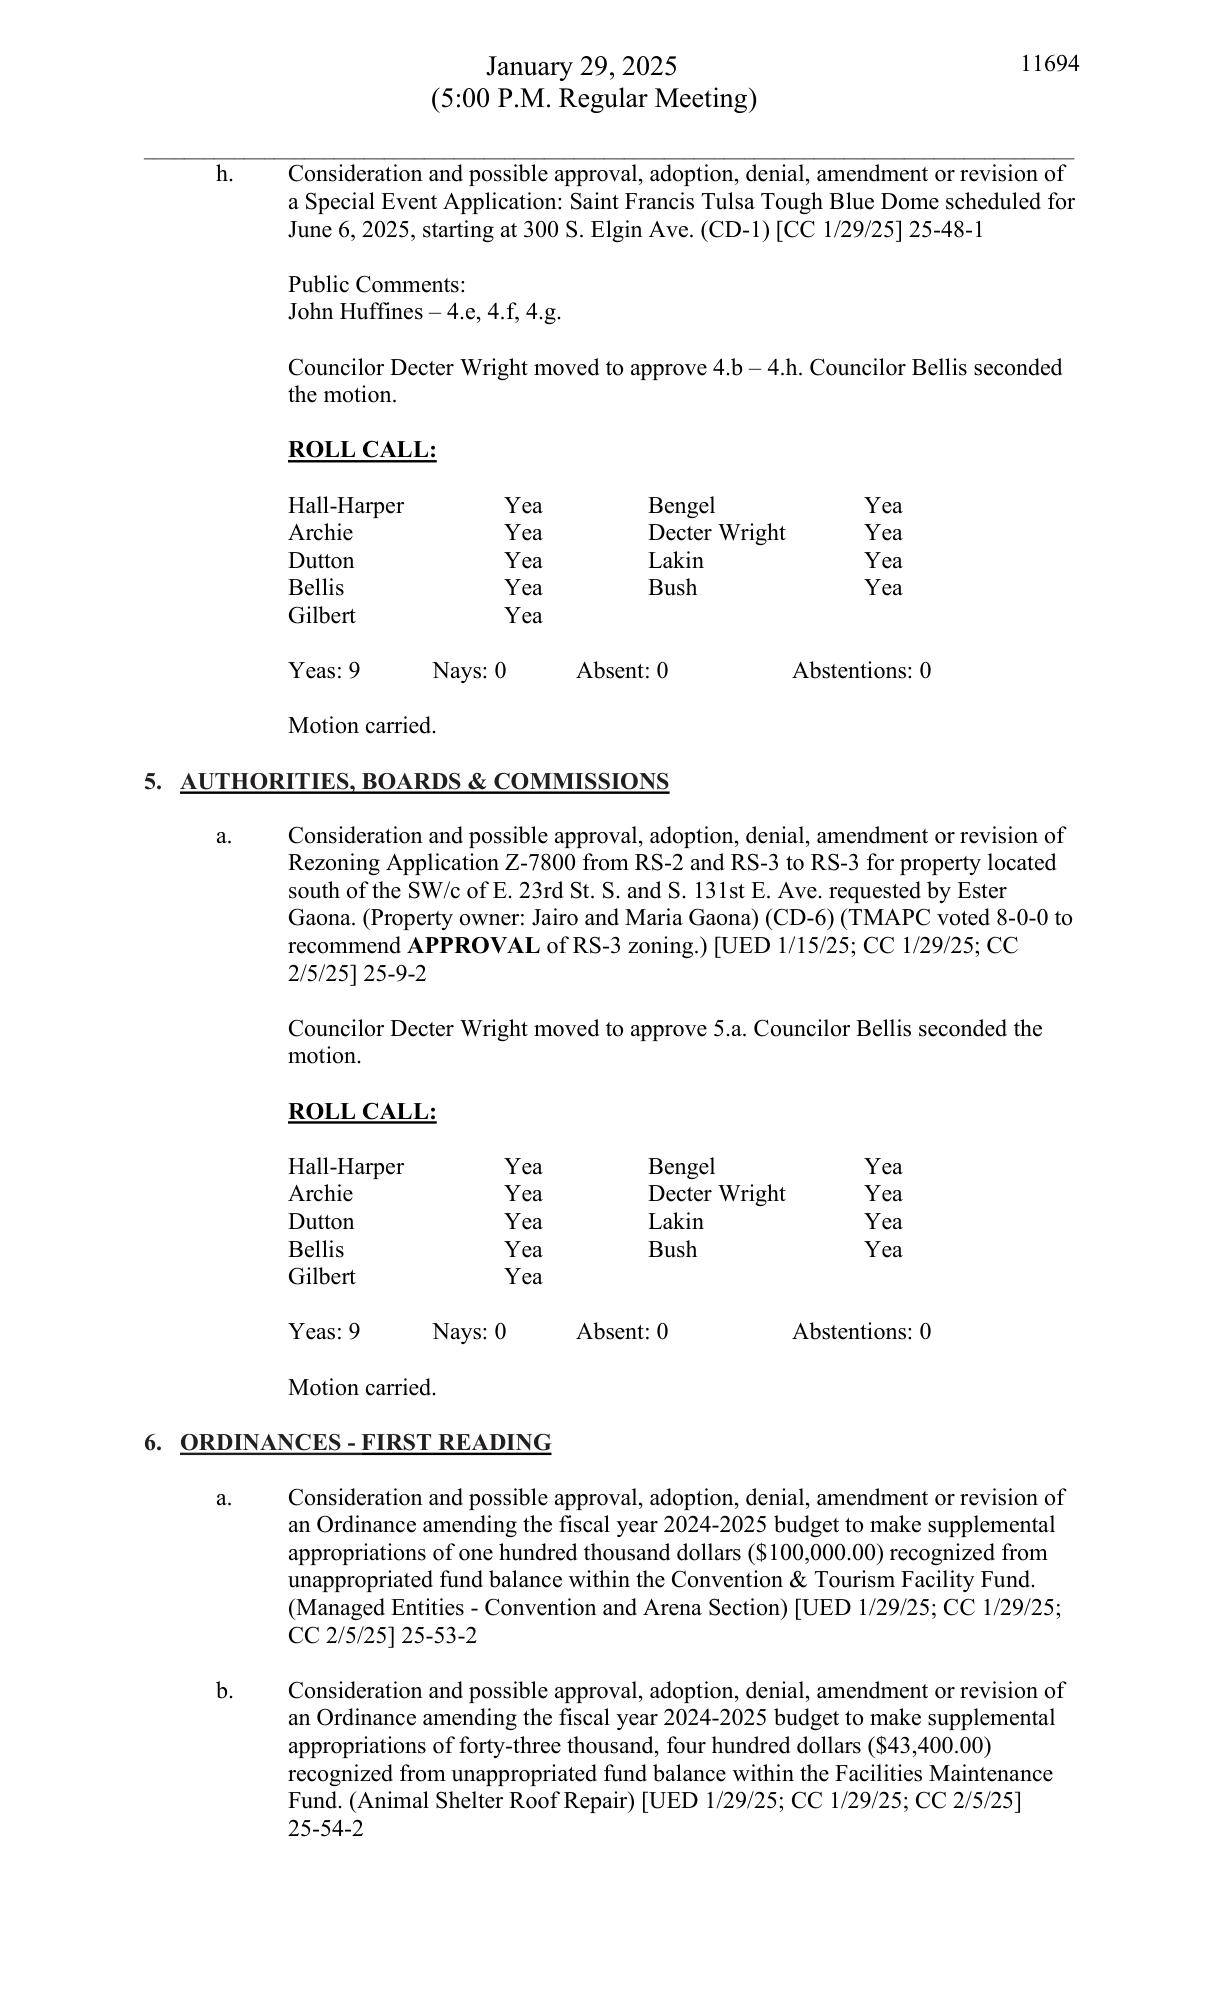 January 29, 2025
11694
(5:00 P.M. Regular Meeting)
h. Consideration and possible approval, adoption, denial, amendment or revision of
a Special Event Application: Saint Francis Tulsa Tough Blue Dome scheduled for
June 6, 2025, starting at 300 S. Elgin Ave. (CD-1) [CC 1/29/25] 25-48-1
Public Comments:
John Huffines – 4.e, 4.f, 4.g.
Councilor Decter Wright moved to approve 4.b – 4.h. Councilor Bellis seconded
the motion.
ROLL CALL:
Hall-Harper Yea Bengel Yea
Archie Yea Decter Wright Yea
Dutton Yea Lakin Yea
Bellis Yea Bush Yea
Gilbert Yea
Yeas: 9 Nays: 0 Absent: 0 Abstentions: 0
Motion carried.
5. AUTHORITIES, BOARDS & COMMISSIONS
a. Consideration and possible approval, adoption, denial, amendment or revision of
Rezoning Application Z-7800 from RS-2 and RS-3 to RS-3 for property located
south of the SW/c of E. 23rd St. S. and S. 131st E. Ave. requested by Ester
Gaona. (Property owner: Jairo and Maria Gaona) (CD-6) (TMAPC voted 8-0-0 to
recommend APPROVAL of RS-3 zoning.) [UED 1/15/25; CC 1/29/25; CC
2/5/25] 25-9-2
Councilor Decter Wright moved to approve 5.a. Councilor Bellis seconded the
motion.
ROLL CALL:
Hall-Harper Yea Bengel Yea
Archie Yea Decter Wright Yea
Dutton Yea Lakin Yea
Bellis Yea Bush Yea
Gilbert Yea
Yeas: 9 Nays: 0 Absent: 0 Abstentions: 0
Motion carried.
6. ORDINANCES - FIRST READING
a. Consideration and possible approval, adoption, denial, amendment or revision of
an Ordinance amending the fiscal year 2024-2025 budget to make supplemental
appropriations of one hundred thousand dollars ($100,000.00) recognized from
unappropriated fund balance within the Convention & Tourism Facility Fund.
(Managed Entities - Convention and Arena Section) [UED 1/29/25; CC 1/29/25;
CC 2/5/25] 25-53-2
b. Consideration and possible approval, adoption, denial, amendment or revision of
an Ordinance amending the fiscal year 2024-2025 budget to make supplemental
appropriations of forty-three thousand, four hundred dollars ($43,400.00)
recognized from unappropriated fund balance within the Facilities Maintenance
Fund. (Animal Shelter Roof Repair) [UED 1/29/25; CC 1/29/25; CC 2/5/25]
25-54-2